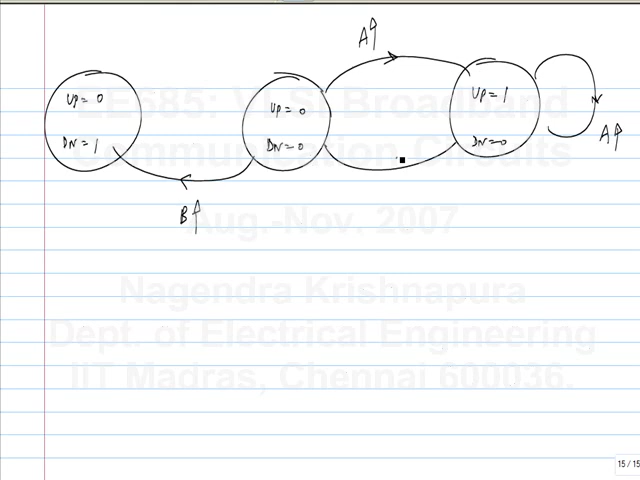 A↑
UP = 0
DN = 1
UP = 0
DN = 0
UP = 1
DN = 0
A↑
B↑
EE685: VLSI Broadband
Communication Circuits
Aug.-Nov. 2007
Nagendra Krishnapura
Dept. of Electrical Engineering
IIT Madras, Chennai 600036.
15 / 15